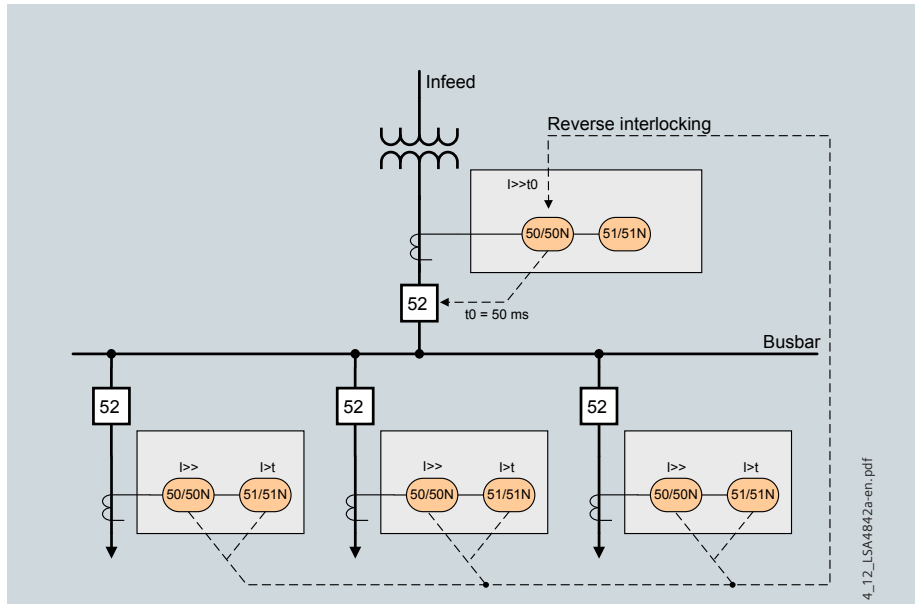 Infeed
Reverse interlocking
I>>t0
50/50N 51/51N
52
t0 = 50 ms
Busbar
52 52 52
I>> I>t I>> I>t I>> I>t
50/50N 51/51N 50/50N 51/51N 50/50N 51/51N
4_12_LSA4842a-en.pdf